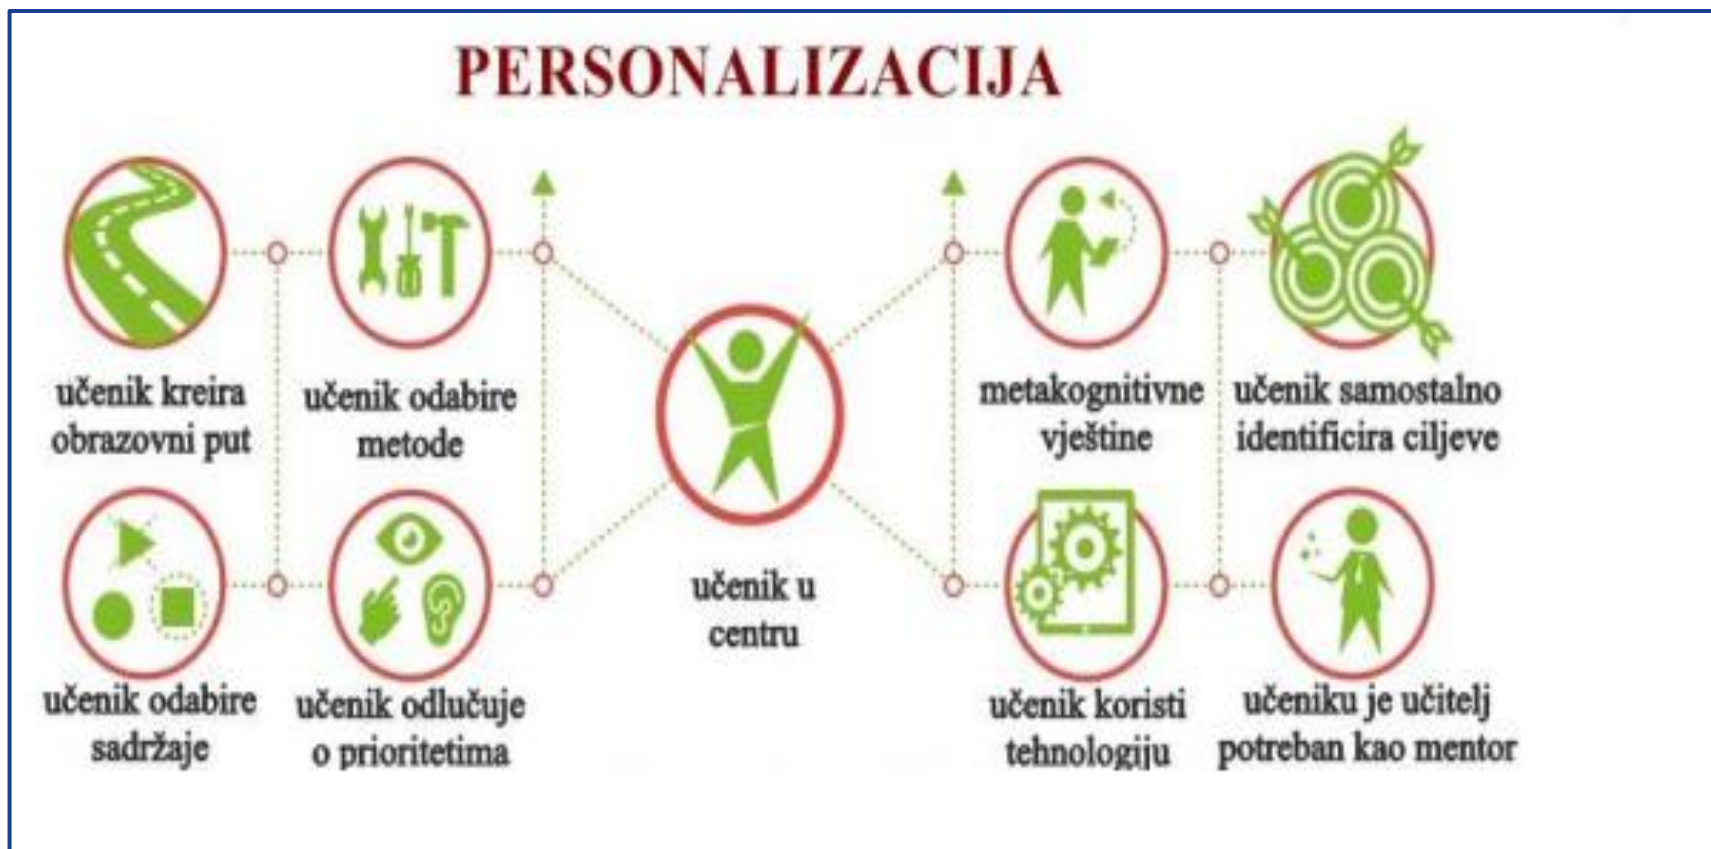 PERSONALIZACIJA
učenik kreira
obrazovni put
učenik odabire
metode
metakognitivne
vještine
učenik samostalno
identificira ciljeve
učenik u
centru
učenik odabire
sadržaje
učenik odlučuje
o prioritetima
učenik koristi
tehnologiju
učeniku je učitelj
potreban kao mentor